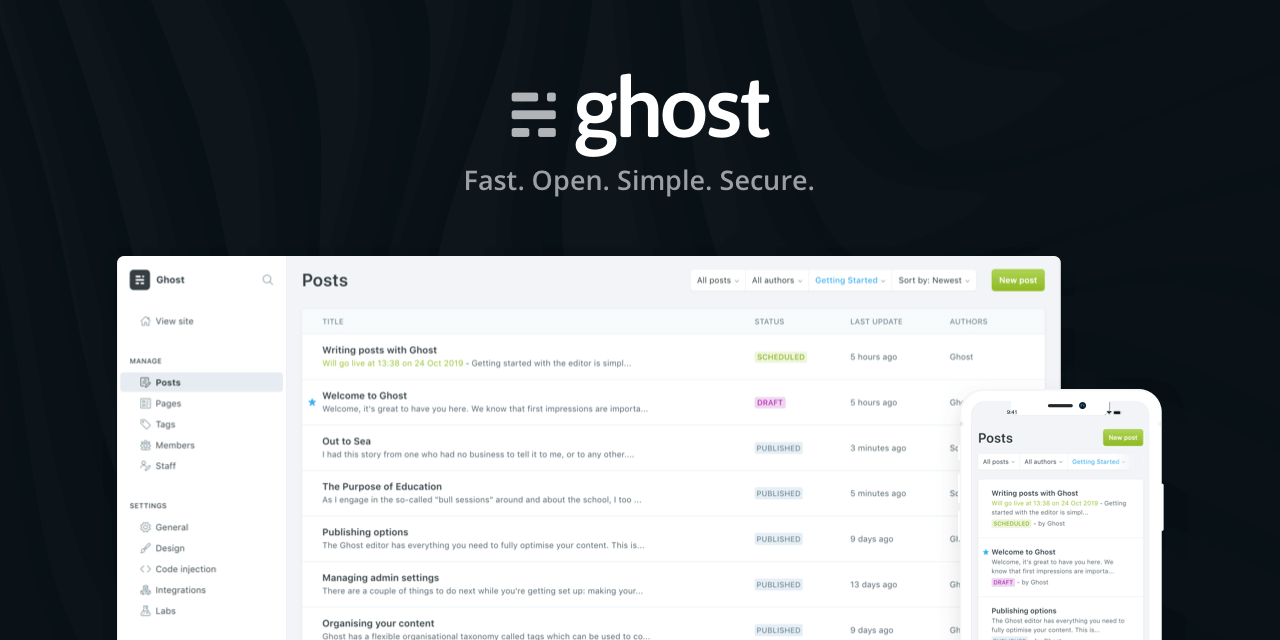 ghost
Fast. Open. Simple. Secure.
Ghost
View site
MANAGE
Posts
Pages
Tags
Members
Staff
SETTINGS
General
Design
Code injection
Integrations
Labs
Posts
All posts
All authors
Getting Started
Sort by: Newest
New post
TITLE STATUS LAST UPDATE AUTHORS
Writing posts with Ghost
Will go live at 13:38 on 24 Oct 2019 - Getting started with the editor is simpl...
SCHEDULED 5 hours ago Ghost
Welcome to Ghost
Welcome, it's great to have you here. We know that first impressions are importa...
DRAFT 5 hours ago
Out to Sea
I had this story from one who had no business to tell it to me, or to any other....
PUBLISHED 3 minutes ago
The Purpose of Education
As I engage in the so-called "bull sessions" around and about the school, I too ...
PUBLISHED 5 minutes ago
Publishing options
The Ghost editor has everything you need to fully optimise your content. This is...
PUBLISHED 9 days ago
Managing admin settings
There are a couple of things to do next while you're getting set up: making your...
PUBLISHED 13 days ago
Organising your content
Ghost has a flexible organisational taxonomy called tags which can be used to co...
PUBLISHED 9 days ago
9:41
Posts
New post
All posts
All authors
Getting Started
Writing posts with Ghost
Will go live at 13:38 on 24 Oct 2019 - Getting
started with the editor is simpl...
SCHEDULED - by Ghost
Welcome to Ghost
Welcome, it's great to have you here. We
know that first impressions are importa...
DRAFT - by Ghost
Publishing options
The Ghost editor has everything you need to
fully optimise your content. This is...